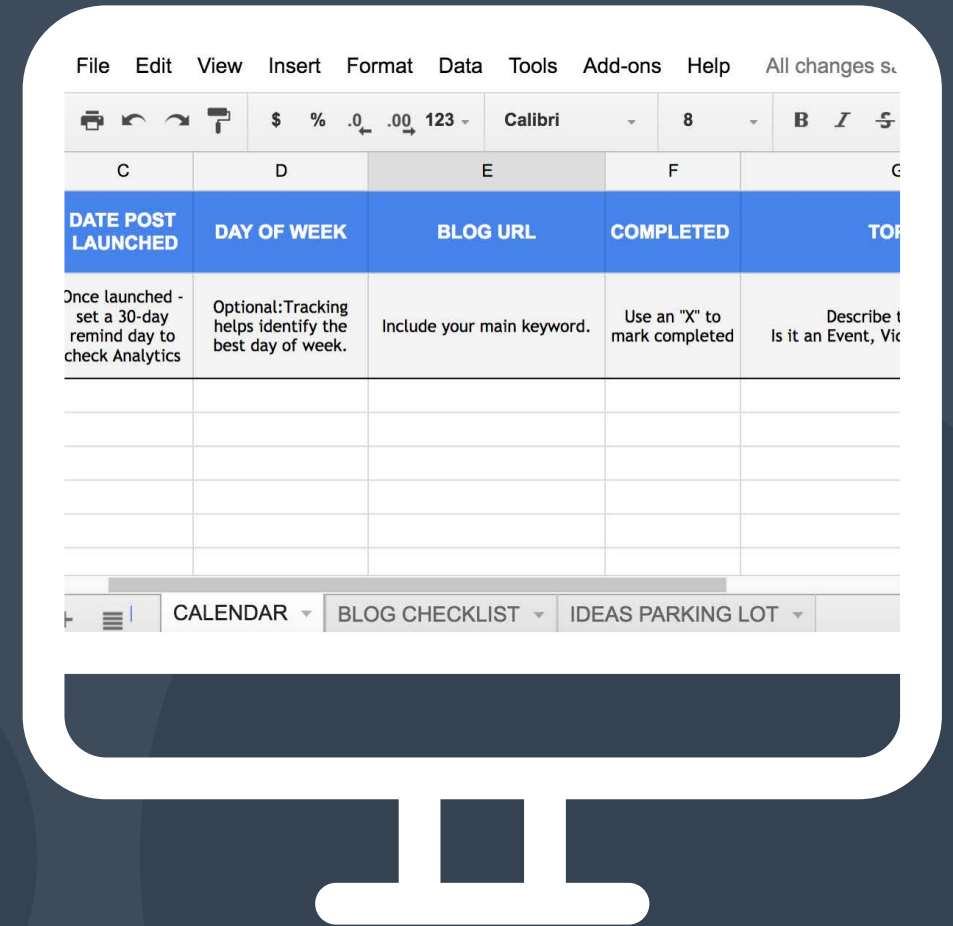 File Edit View Insert Format Data Tools Add-ons Help All changes
$ % .0 .00 123 Calibri 8 B I S
C D E F
DATE POST
LAUNCHED
DAY OF WEEK
BLOG URL
COMPLETED
Once launched -
set a 30-day
remind day to
check Analytics
Optional:Tracking
helps identify the
best day of week.
Include your main keyword.
Use an "X" to
mark completed
Describe
Is it an Event,
CALENDAR BLOG CHECKLIST IDEAS PARKING LOT